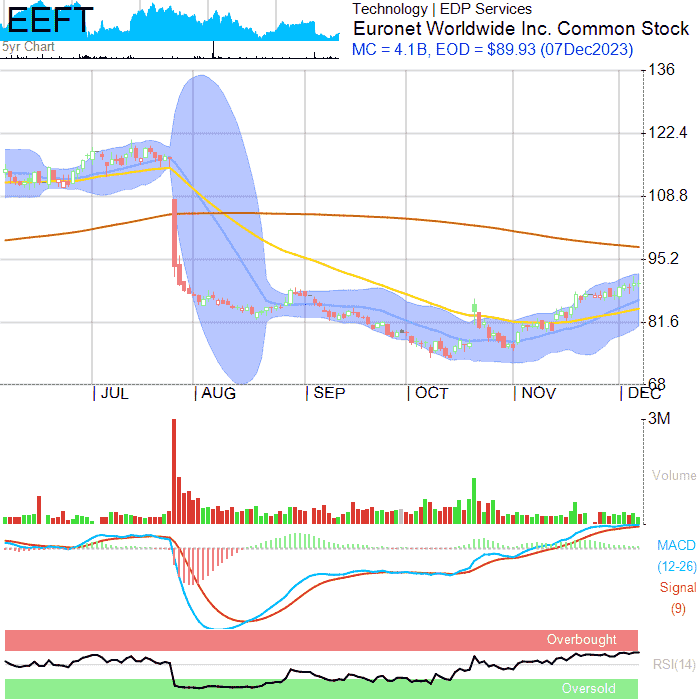 EEFT
5yr Chart
Technology | EDP Services
Euronet Worldwide Inc. Common Stock
MC = 4.1B, EOD = $89.93 (07Dec2023)
136
122.4
108.8
95.2
81.6
68
JUL
AUG
SEP
OCT
NOV
DEC
3M
Volume
MACD
(12-26)
Signal
(9)
Overbought
RSI(14)
Oversold